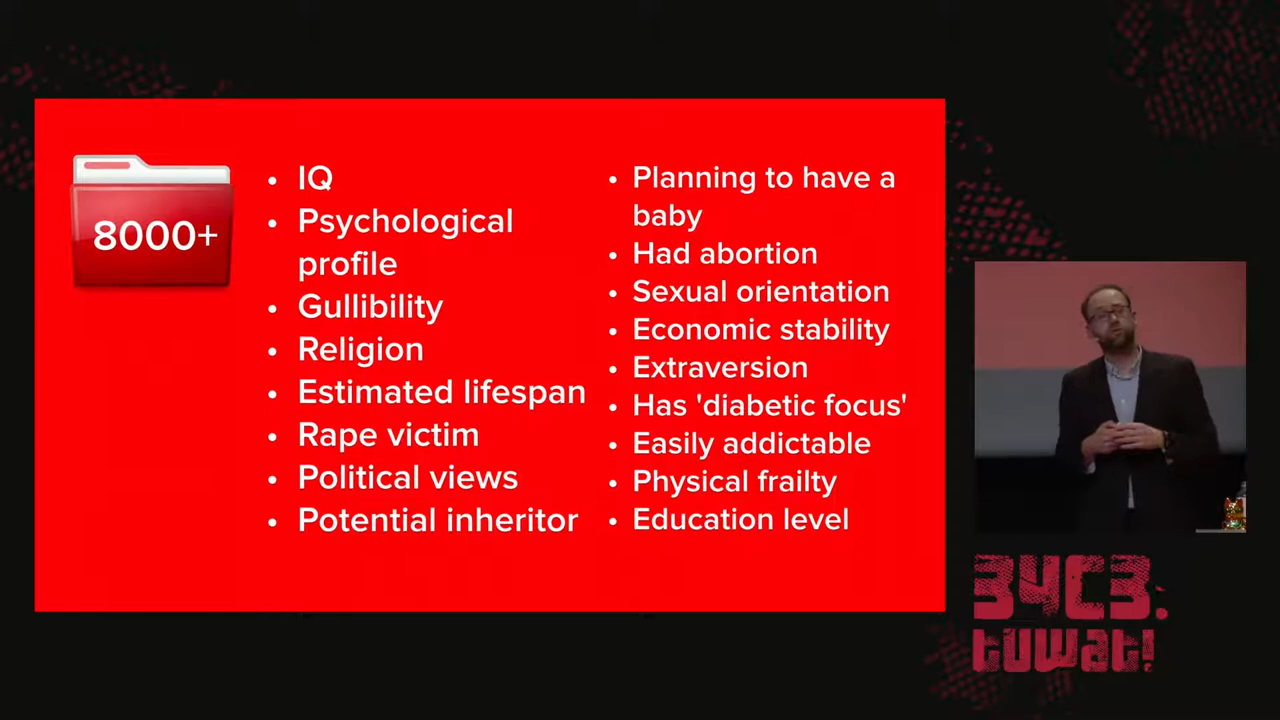 8000+
• IQ
• Psychological
profile
• Gullibility
• Religion
• Estimated lifespan
• Rape victim
• Political views
• Potential inheritor
• Planning to have a
baby
• Had abortion
• Sexual orientation
• Economic stability
• Extraversion
• Has 'diabetic focus'
• Easily addictable
• Physical frailty
• Education level
34C3:
tuwat!